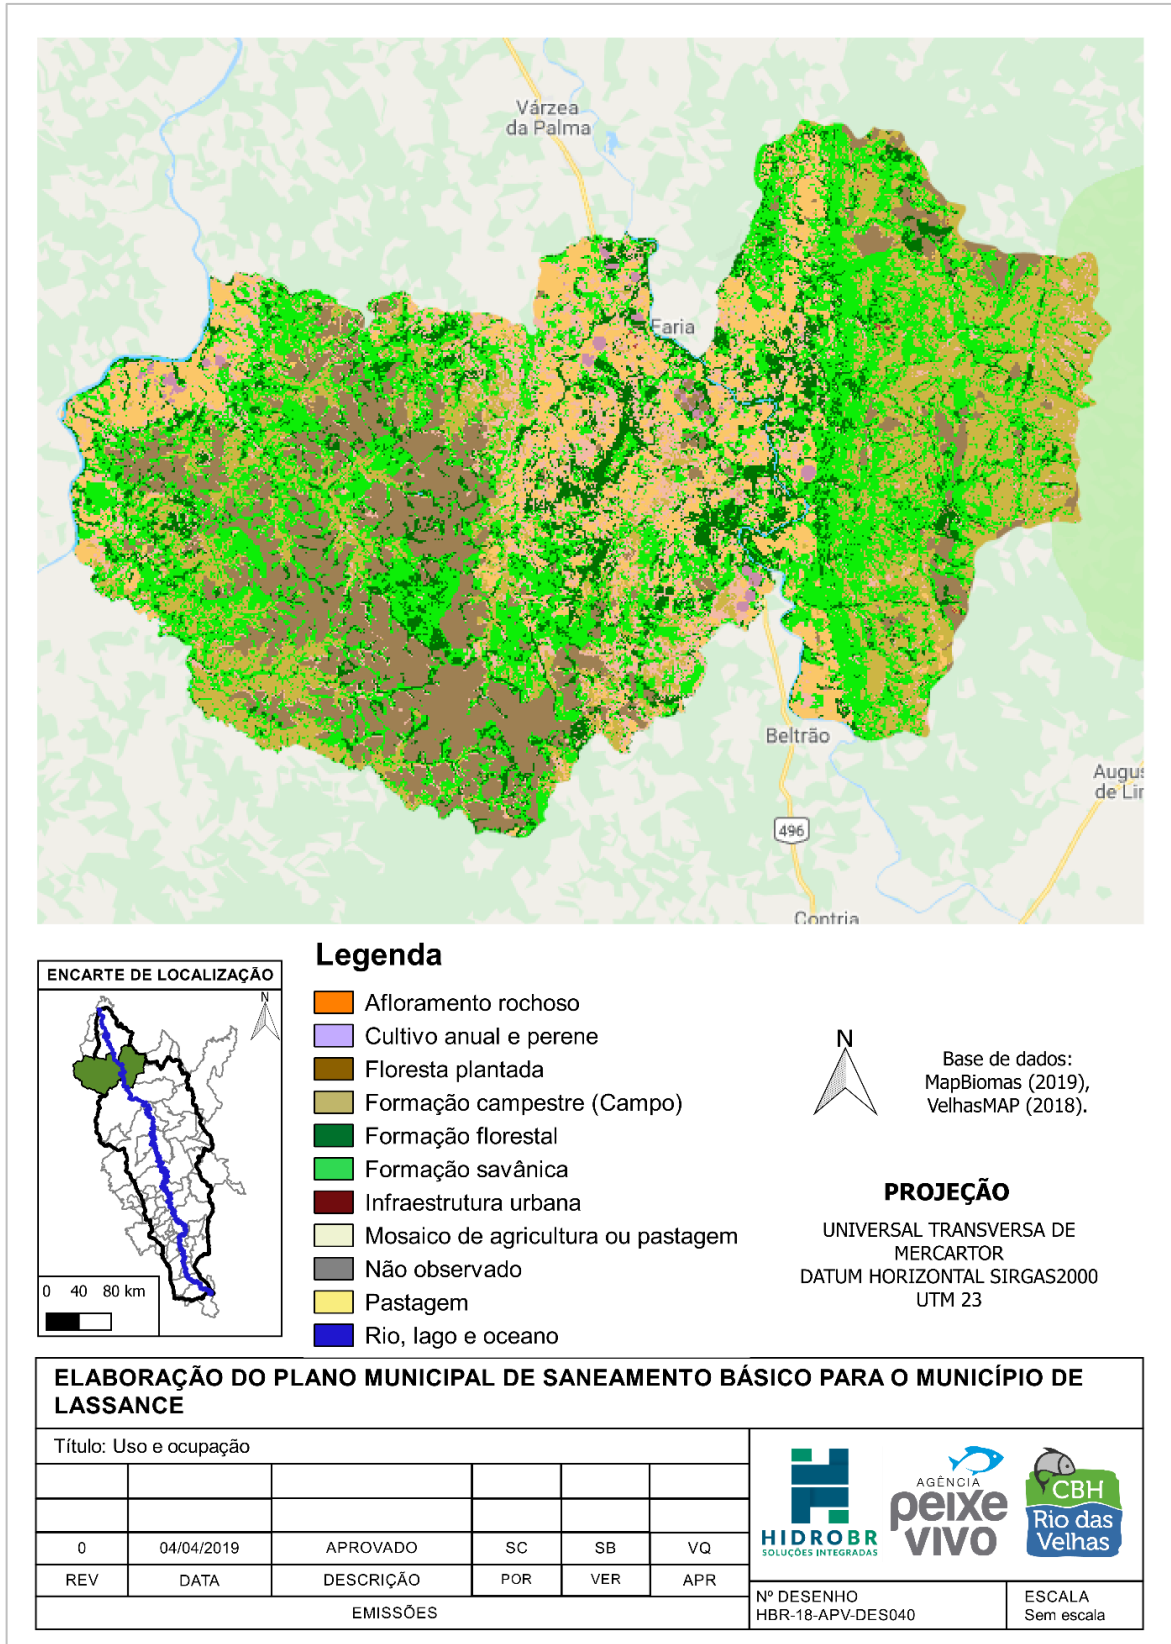 Várzea
da Palma
Faria
Beltrão
Augus
de Lir
496
Contria
ENCARTE DE LOCALIZAÇÃO
N
0 40 80 km
Legenda
Afloramento rochoso
Cultivo anual e perene
Floresta plantada
Formação campestre (Campo)
Formação florestal
Formação savânica
Infraestrutura urbana
Mosaico de agricultura ou pastagem
Não observado
Pastagem
Rio, lago e oceano
N
Base de dados:
MapBiomas (2019),
VelhasMAP (2018).
PROJEÇÃO
UNIVERSAL TRANSVERSA DE
MERCARTOR
DATUM HORIZONTAL SIRGAS2000
UTM 23
ELABORAÇÃO DO PLANO MUNICIPAL DE SANEAMENTO BÁSICO PARA O MUNICÍPIO DE
LASSANCE
Título: Uso e ocupação
0 04/04/2019 APROVADO SC SB VQ
REV DATA DESCRIÇÃO POR VER APR
EMISSÕES
HIDROBR
SOLUÇÕES INTEGRADAS
AGÊNCIA
peixe
vivo
CBH
Rio das
Velhas
Nº DESENHO
HBR-18-APV-DES040
ESCALA
Sem escala